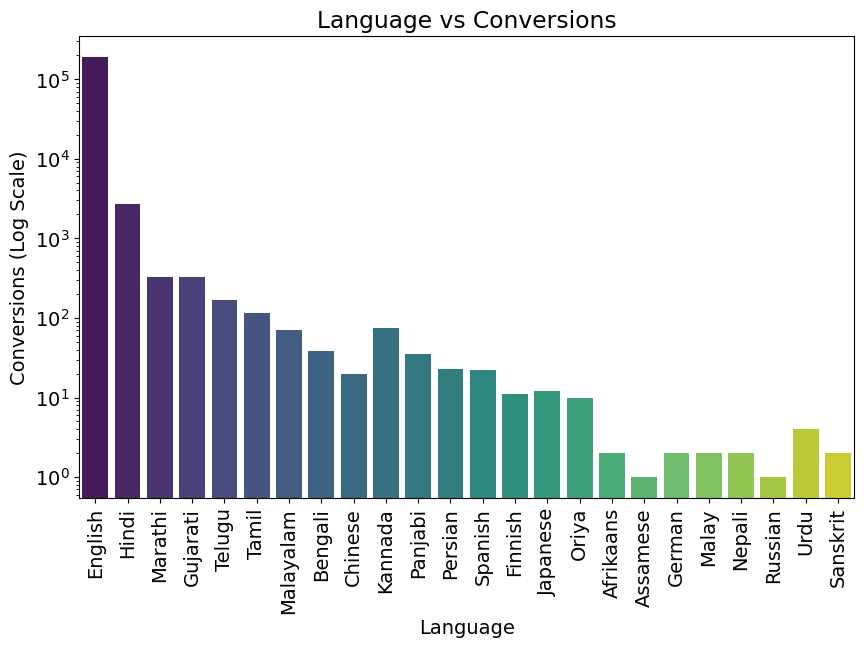 Language vs Conversions
Conversions (Log Scale)
10^5
10^4
10^3
10^2
10^1
10^0
English
Hindi
Marathi
Gujarati
Telugu
Tamil
Malayalam
Bengali
Chinese
Kannada
Panjabi
Persian
Spanish
Finnish
Japanese
Oriya
Afrikaans
Assamese
German
Malay
Nepali
Russian
Urdu
Sanskrit
Language